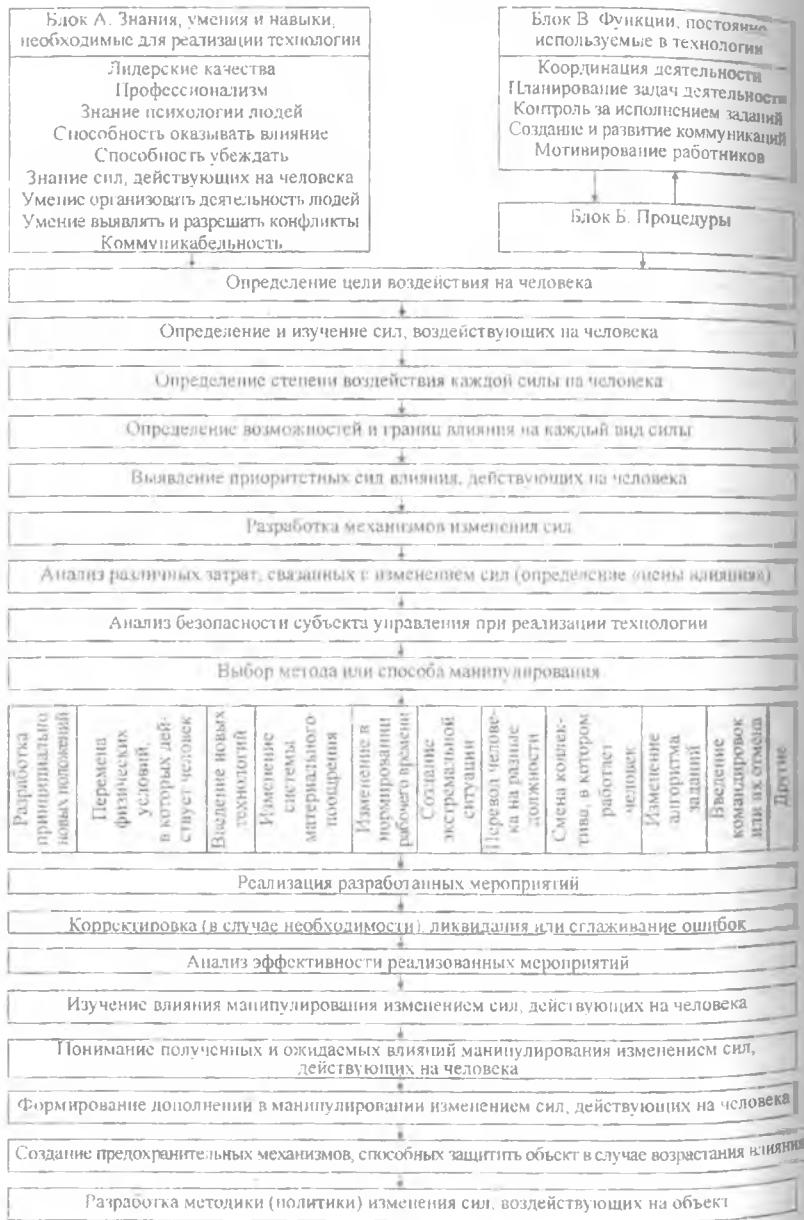 Блок А. Знания, умения и навыки,
необходимые для реализации технологии
Лидерские качества
Профессионализм
Знание психологии людей
Способность оказывать влияние
Способность убеждать
Знание сил, действующих на человека
Умение организовать деятельность людей
Умение выявлять и разрешать конфликты
Коммуникабельность
Блок В. Функции, постоянно
используемые в технологии
Координация деятельности
Планирование задач деятельности
Контроль за исполнением заданий
Создание и развитие коммуникаций
Мотивирование работников
Блок Б. Процедуры
Определение цели воздействия на человека
Определение и изучение сил, воздействующих на человека
Определение степени воздействия каждой силы на человека
Определение возможностей и границ влияния на каждый вид силы
Выявление приоритетных сил влияния, действующих на человека
Разработка механизмов изменения сил
Анализ различных затрат, связанных с изменением сил (определение «цены влияния»)
Анализ безопасности субъекта управления при реализации технологии
Выбор метода или способа манипулирования
Разработка
принципиально
новых положений
Перемена
физических
условий,
в которых дей-
ствует человек
Введение новых
технологий
Изменение
системы
материального
поощрения
Изменение в
нормировании
рабочего времени
Создание
экстремальной
ситуации
Перевод челове-
ка на разные
должности
Смена коллек-
тива, в котором
работает
человек
Изменение
алгоритма
заданий
Введение
командировок
или их отмена
Другие
Реализация разработанных мероприятий
Корректировка (в случае необходимости), ликвидация или сглаживание ошибок
Анализ эффективности реализованных мероприятий
Изучение влияния манипулирования изменением сил, действующих на человека
Понимание полученных и ожидаемых влияний манипулирования изменением сил,
действующих на человека
Формирование дополнении в манипулировании изменением сил, действующих на человека
Создание предохранительных механизмов, способных защитить объект в случае возрастания влияния
Разработка методики (политики) изменения сил, воздействующих на объект